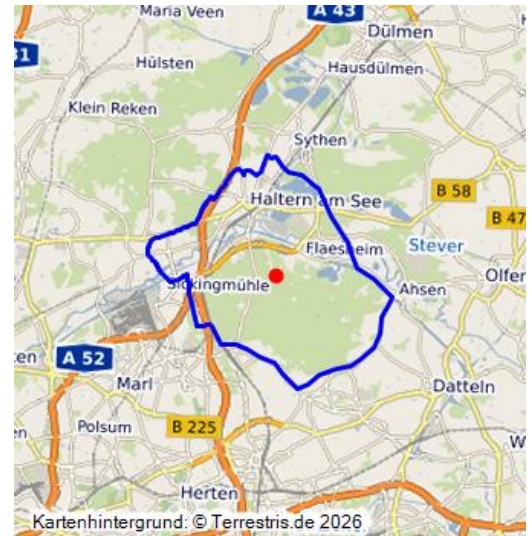 Maria Veen
A 43
Dülmen
31
Hülsten
Hausdülmen
Klein Reken
Sythen
B 58
Haltern am See
B 47
Flaesheim
Stever
Olfen
Sickingmühle
Ahsen
A 52
Marl
Datteln
Polsum
B 225
W
Herten
Kartenhintergrund: © Terrestris.de 2026